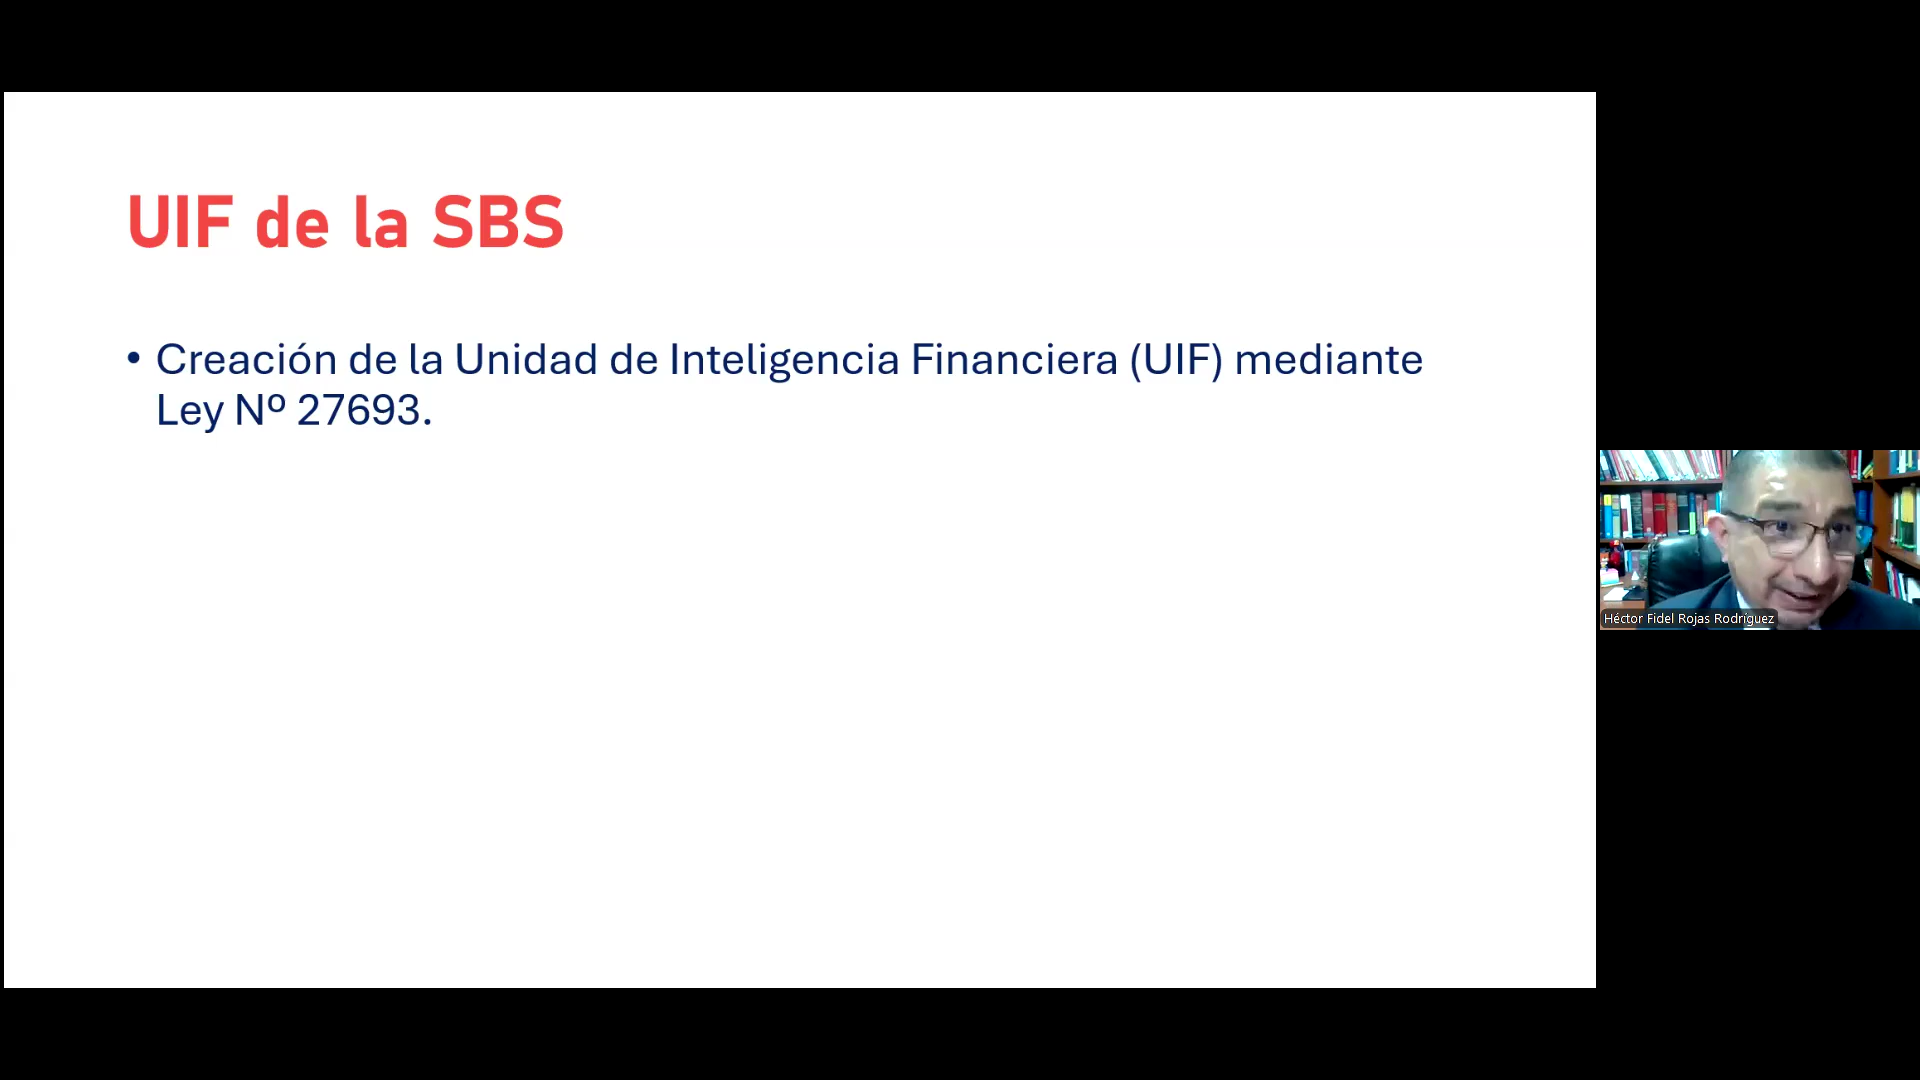 UIF de la SBS
• Creación de la Unidad de Inteligencia Financiera (UIF) mediante
Ley Nº 27693.
Héctor Fidel Rojas Rodríguez